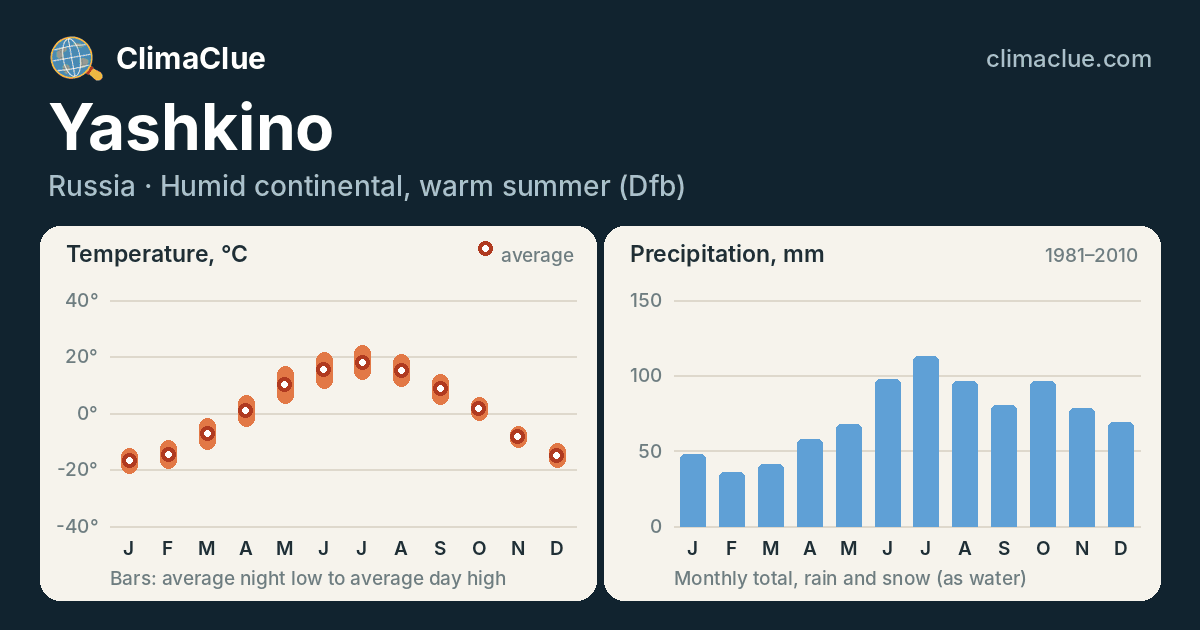 ClimaClue
climaclue.com
Yashkino
Russia · Humid continental, warm summer (Dfb)
Temperature, °C
average
40°
20°
0°
-20°
-40°
J F M A M J J A S O N D
Bars: average night low to average day high
Precipitation, mm
1981–2010
150
100
50
0
J F M A M J J A S O N D
Monthly total, rain and snow (as water)